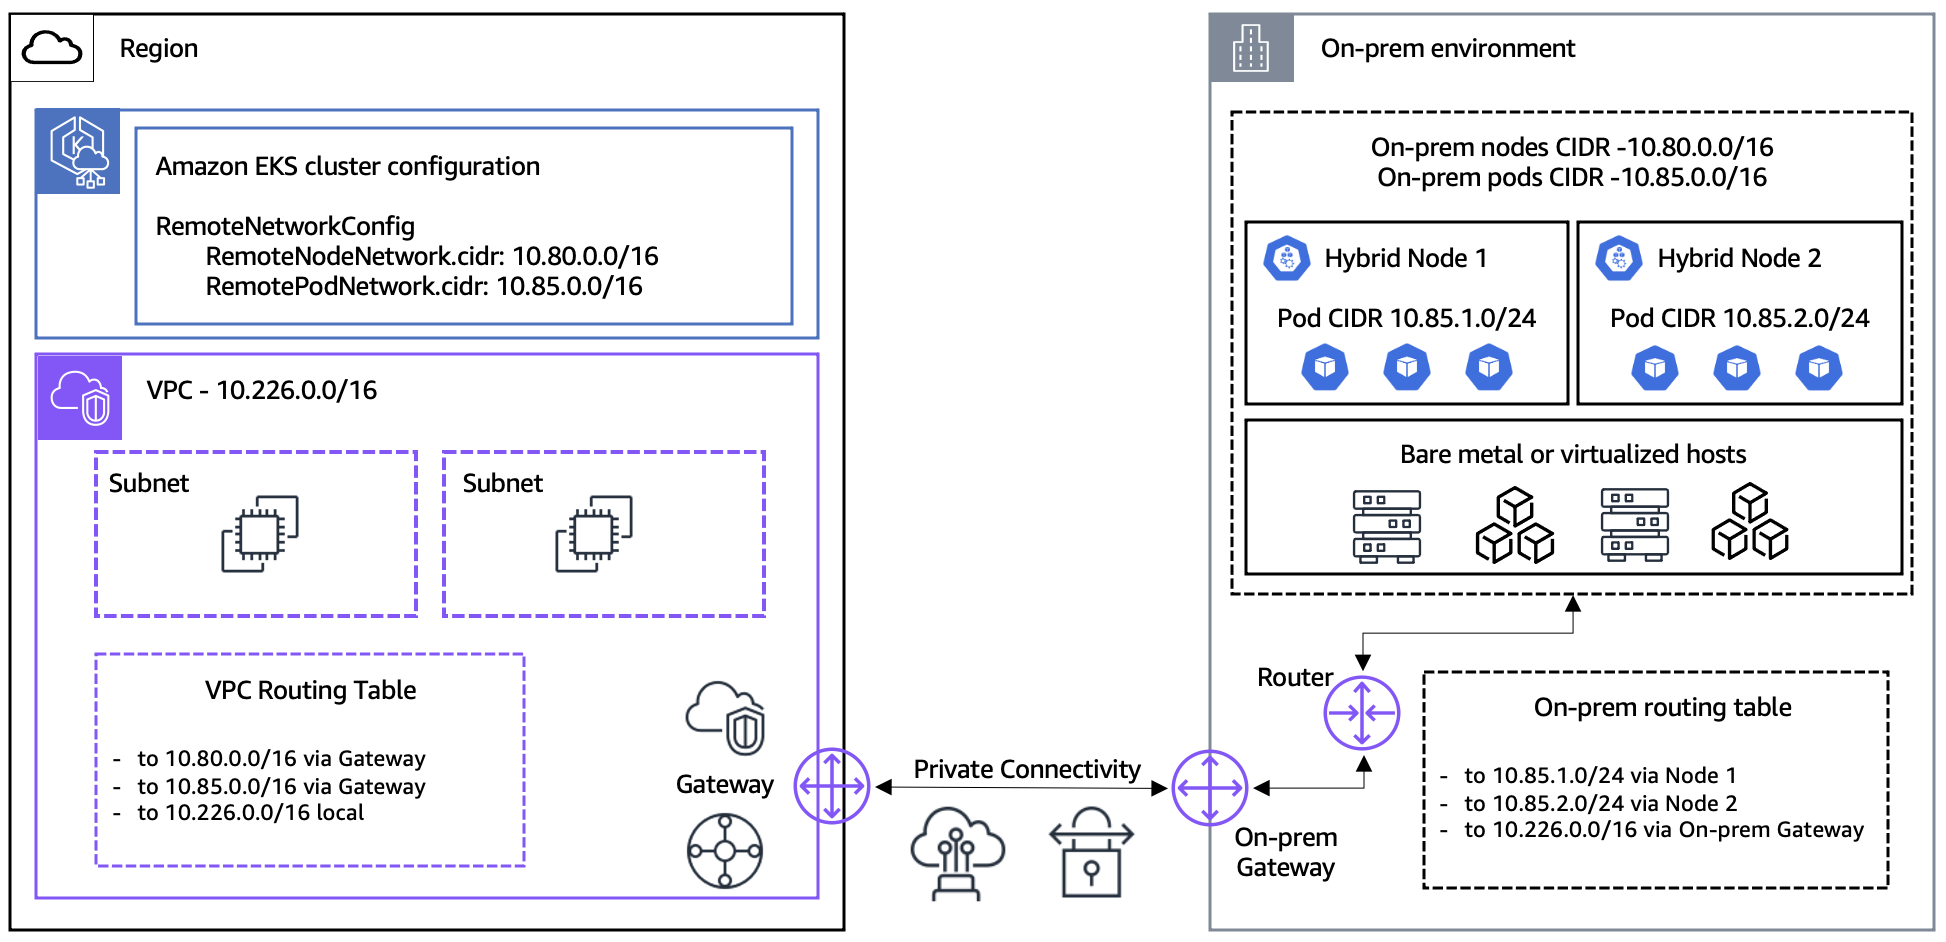 Region
Amazon EKS cluster configuration
RemoteNetworkConfig
RemoteNodeNetwork.cidr: 10.80.0.0/16
RemotePodNetwork.cidr: 10.85.0.0/16
VPC - 10.226.0.0/16
Subnet
Subnet
VPC Routing Table
- to 10.80.0.0/16 via Gateway
- to 10.85.0.0/16 via Gateway
- to 10.226.0.0/16 local
Gateway
Private Connectivity
On-prem environment
On-prem nodes CIDR -10.80.0.0/16
On-prem pods CIDR -10.85.0.0/16
Hybrid Node 1
Pod CIDR 10.85.1.0/24
Hybrid Node 2
Pod CIDR 10.85.2.0/24
Bare metal or virtualized hosts
Router
On-prem
Gateway
On-prem routing table
- to 10.85.1.0/24 via Node 1
- to 10.85.2.0/24 via Node 2
- to 10.226.0.0/16 via On-prem Gateway